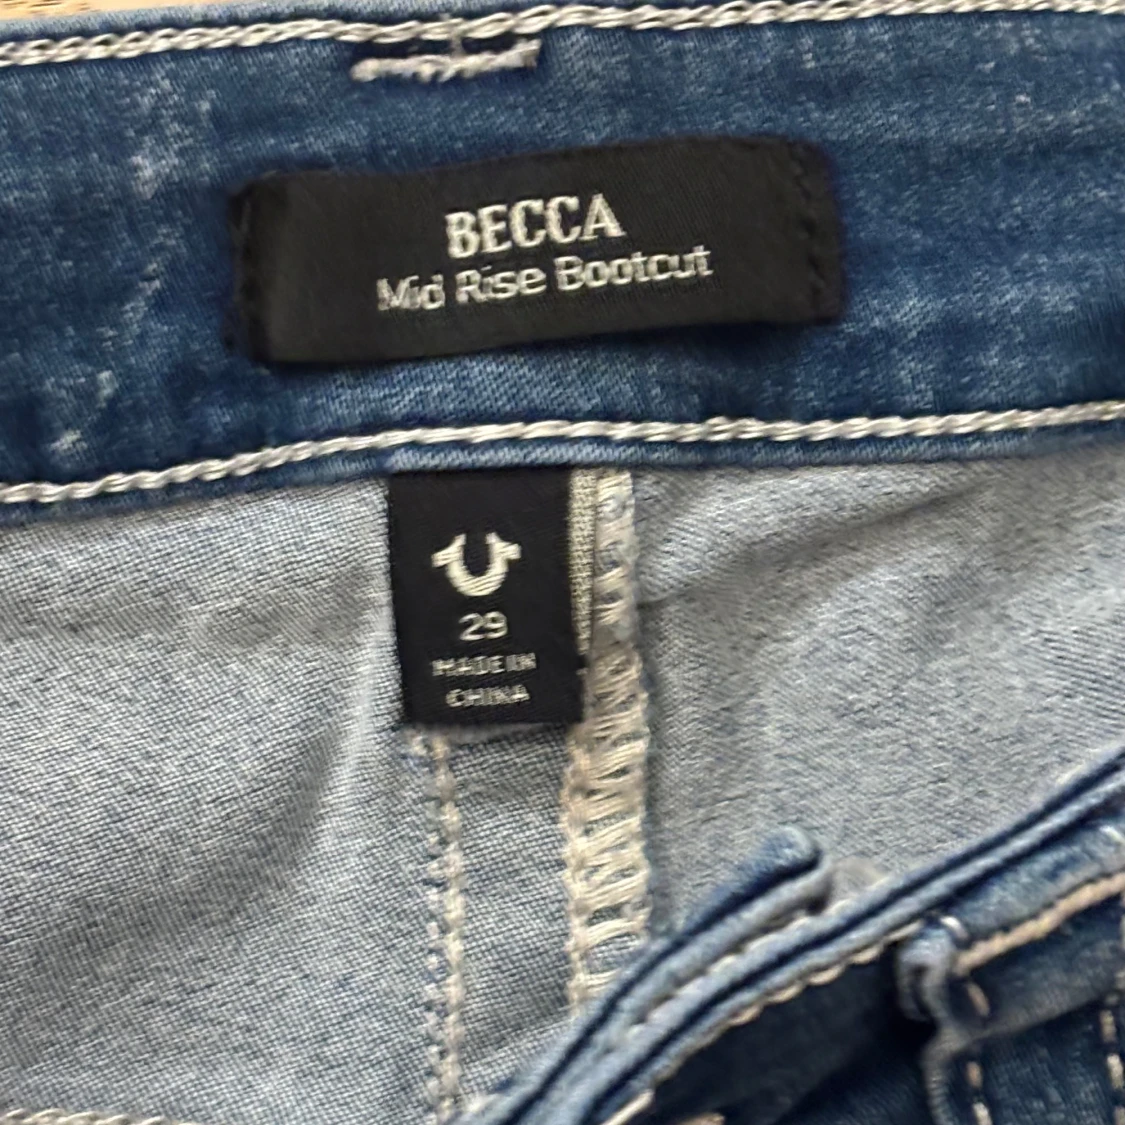 BECCA
Mid Rise Bootcut
29
MADE IN
CHINA